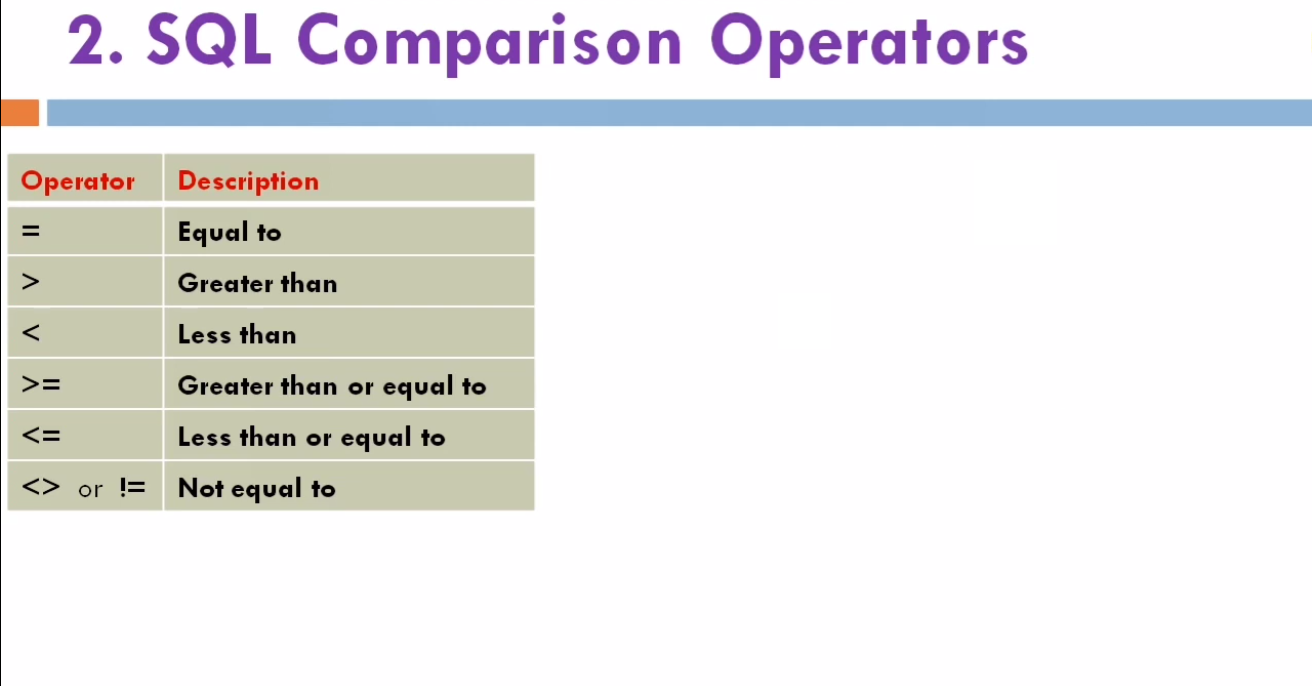 2. SQL Comparison Operators
Operator Description
= Equal to
> Greater than
< Less than
>= Greater than or equal to
<= Less than or equal to
<> or != Not equal to